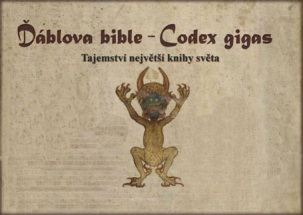 Ďáblova bible - Codex gigas
Tajemství největší knihy světa